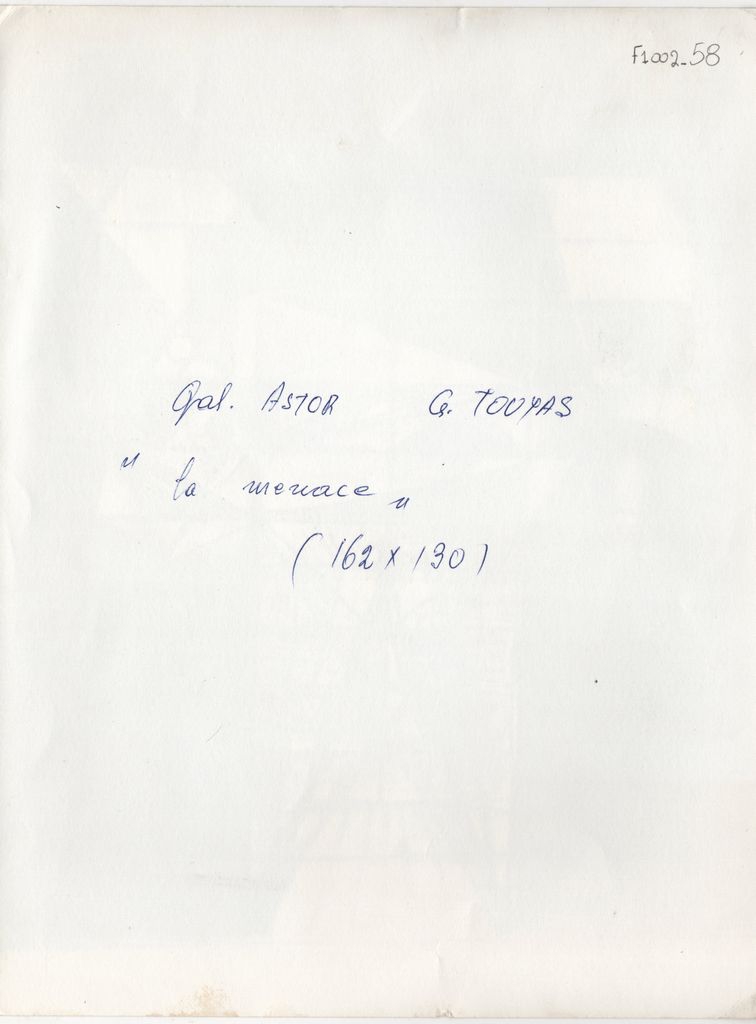 F1002-58
Gal. ASTOR G. TOUYAS
" la menace "
(162 x 130)